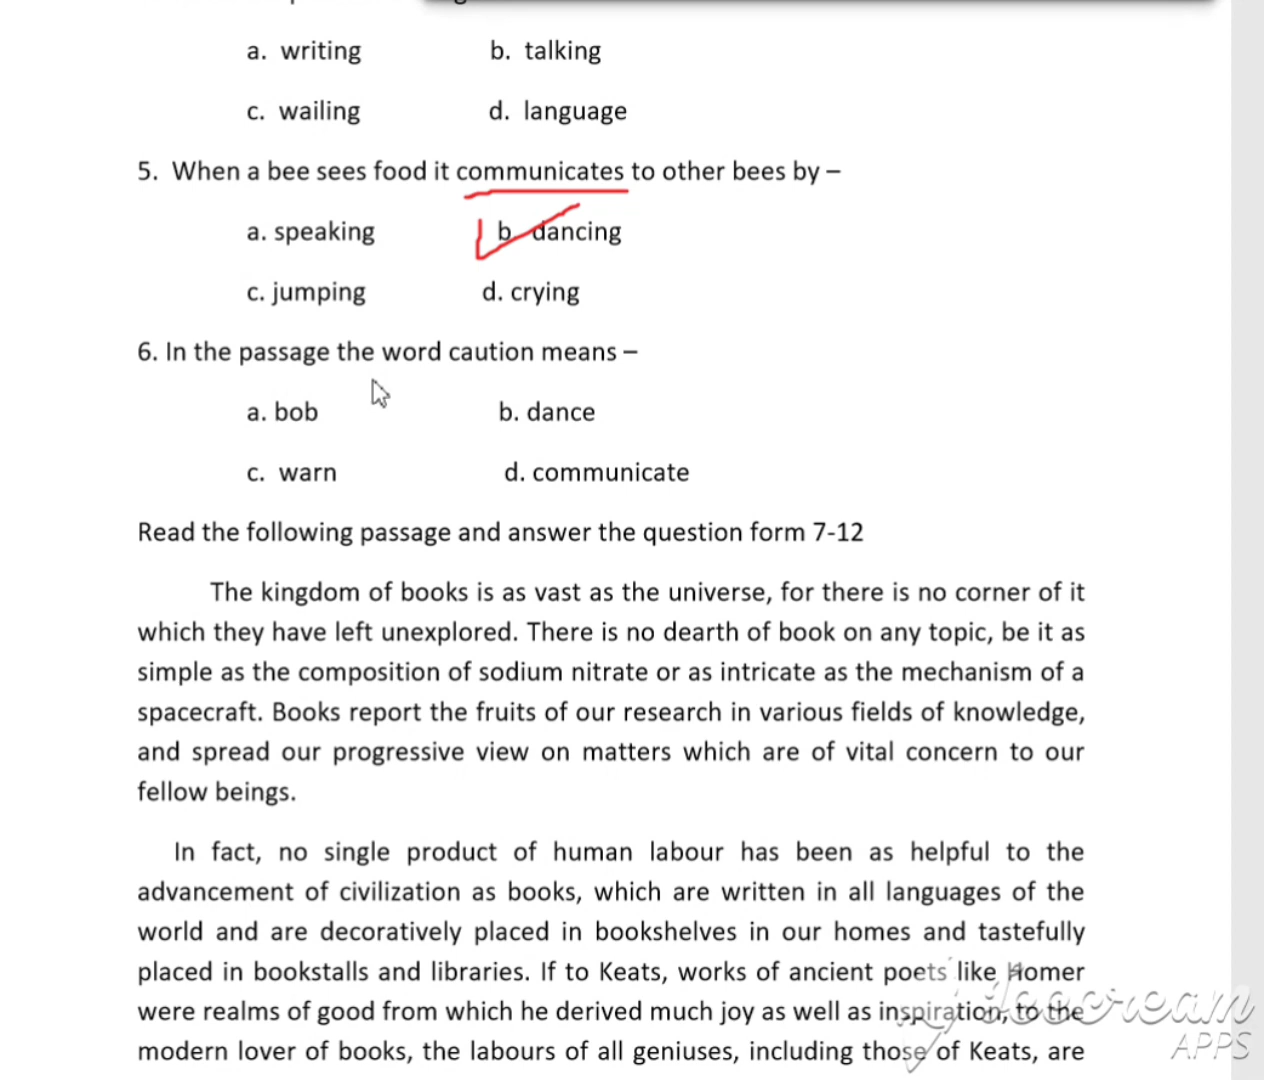 a. writing b. talking
c. wailing d. language
5. When a bee sees food it communicates to other bees by –
a. speaking b. dancing
c. jumping d. crying
6. In the passage the word caution means –
a. bob b. dance
c. warn d. communicate
Read the following passage and answer the question form 7-12
The kingdom of books is as vast as the universe, for there is no corner of it
which they have left unexplored. There is no dearth of book on any topic, be it as
simple as the composition of sodium nitrate or as intricate as the mechanism of a
spacecraft. Books report the fruits of our research in various fields of knowledge,
and spread our progressive view on matters which are of vital concern to our
fellow beings.
In fact, no single product of human labour has been as helpful to the
advancement of civilization as books, which are written in all languages of the
world and are decoratively placed in bookshelves in our homes and tastefully
placed in bookstalls and libraries. If to Keats, works of ancient poets like Homer
were realms of good from which he derived much joy as well as inspiration, to the
modern lover of books, the labours of all geniuses, including those of Keats, are
Icecream
APPS